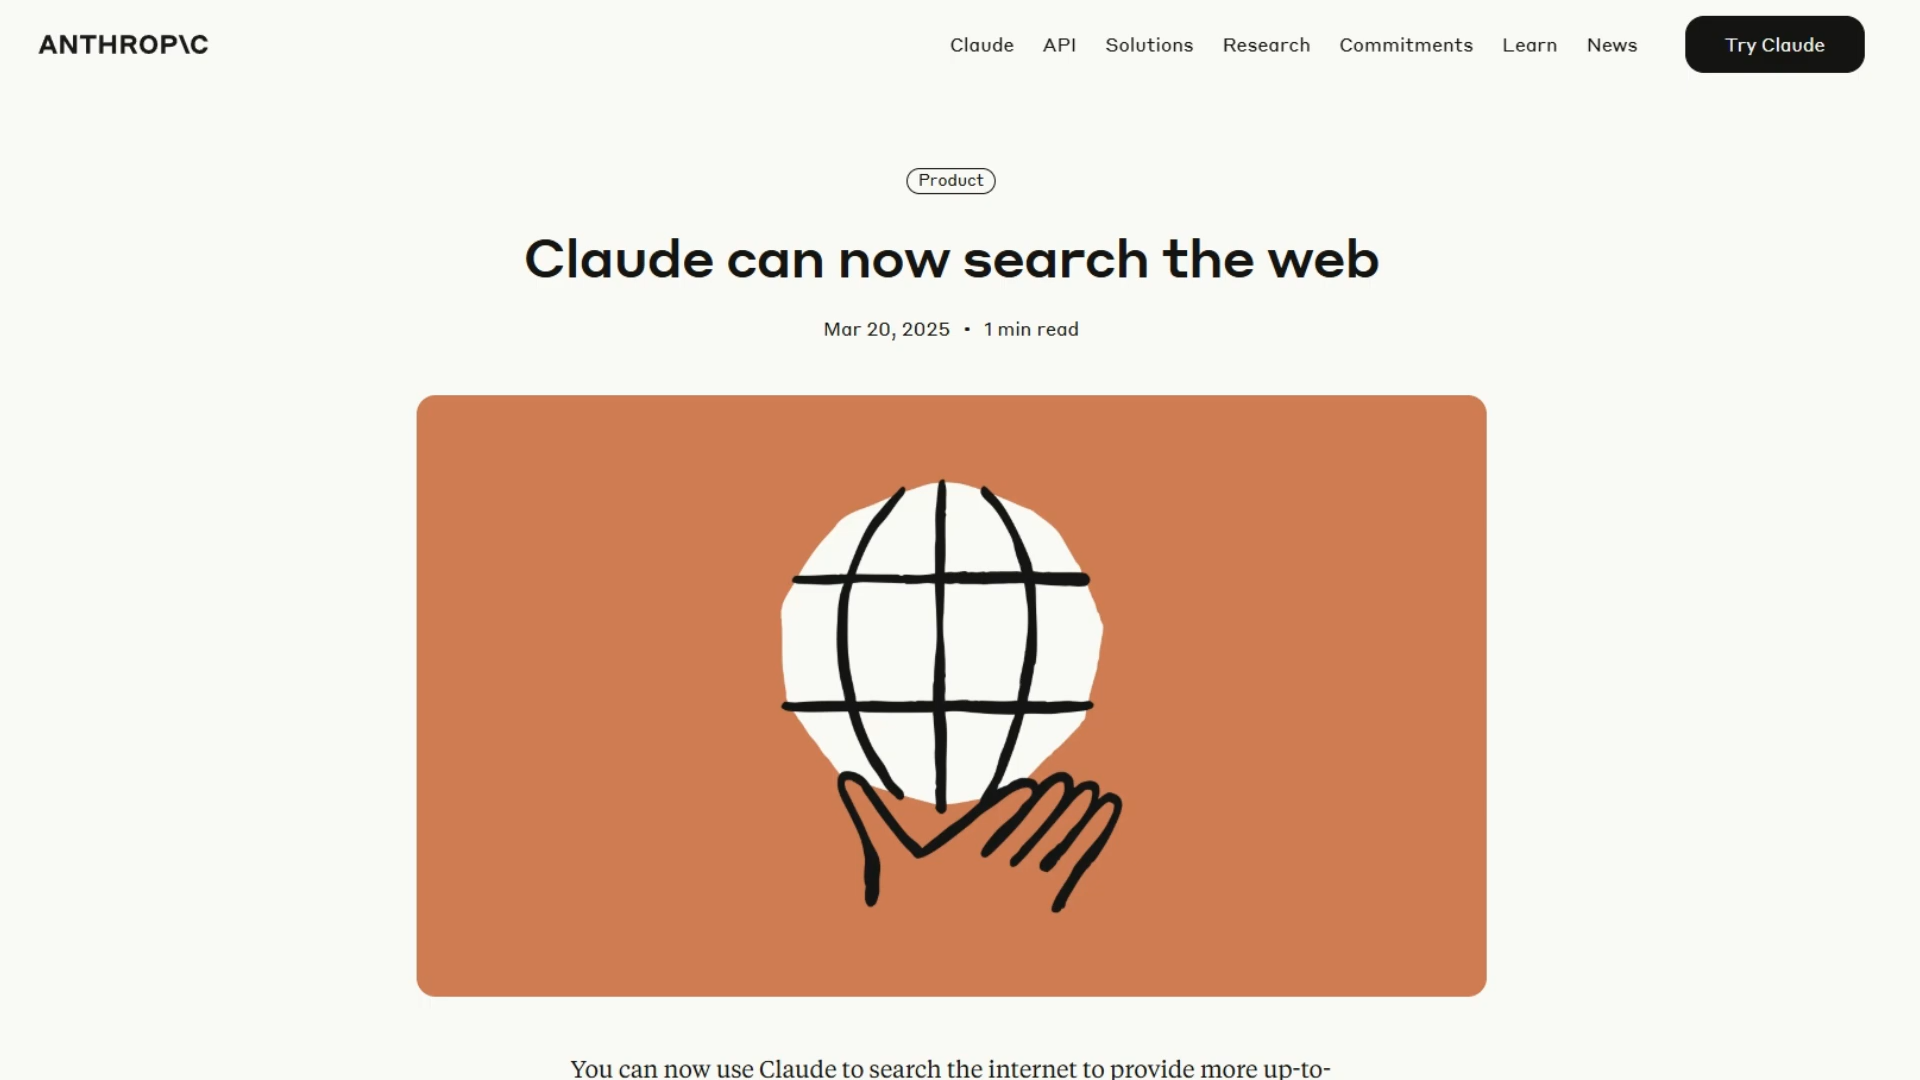 ANTHROP\C
Claude API Solutions Research Commitments Learn News Try Claude
Product
Claude can now search the web
Mar 20, 2025 • 1 min read
You can now use Claude to search the internet to provide more up-to-